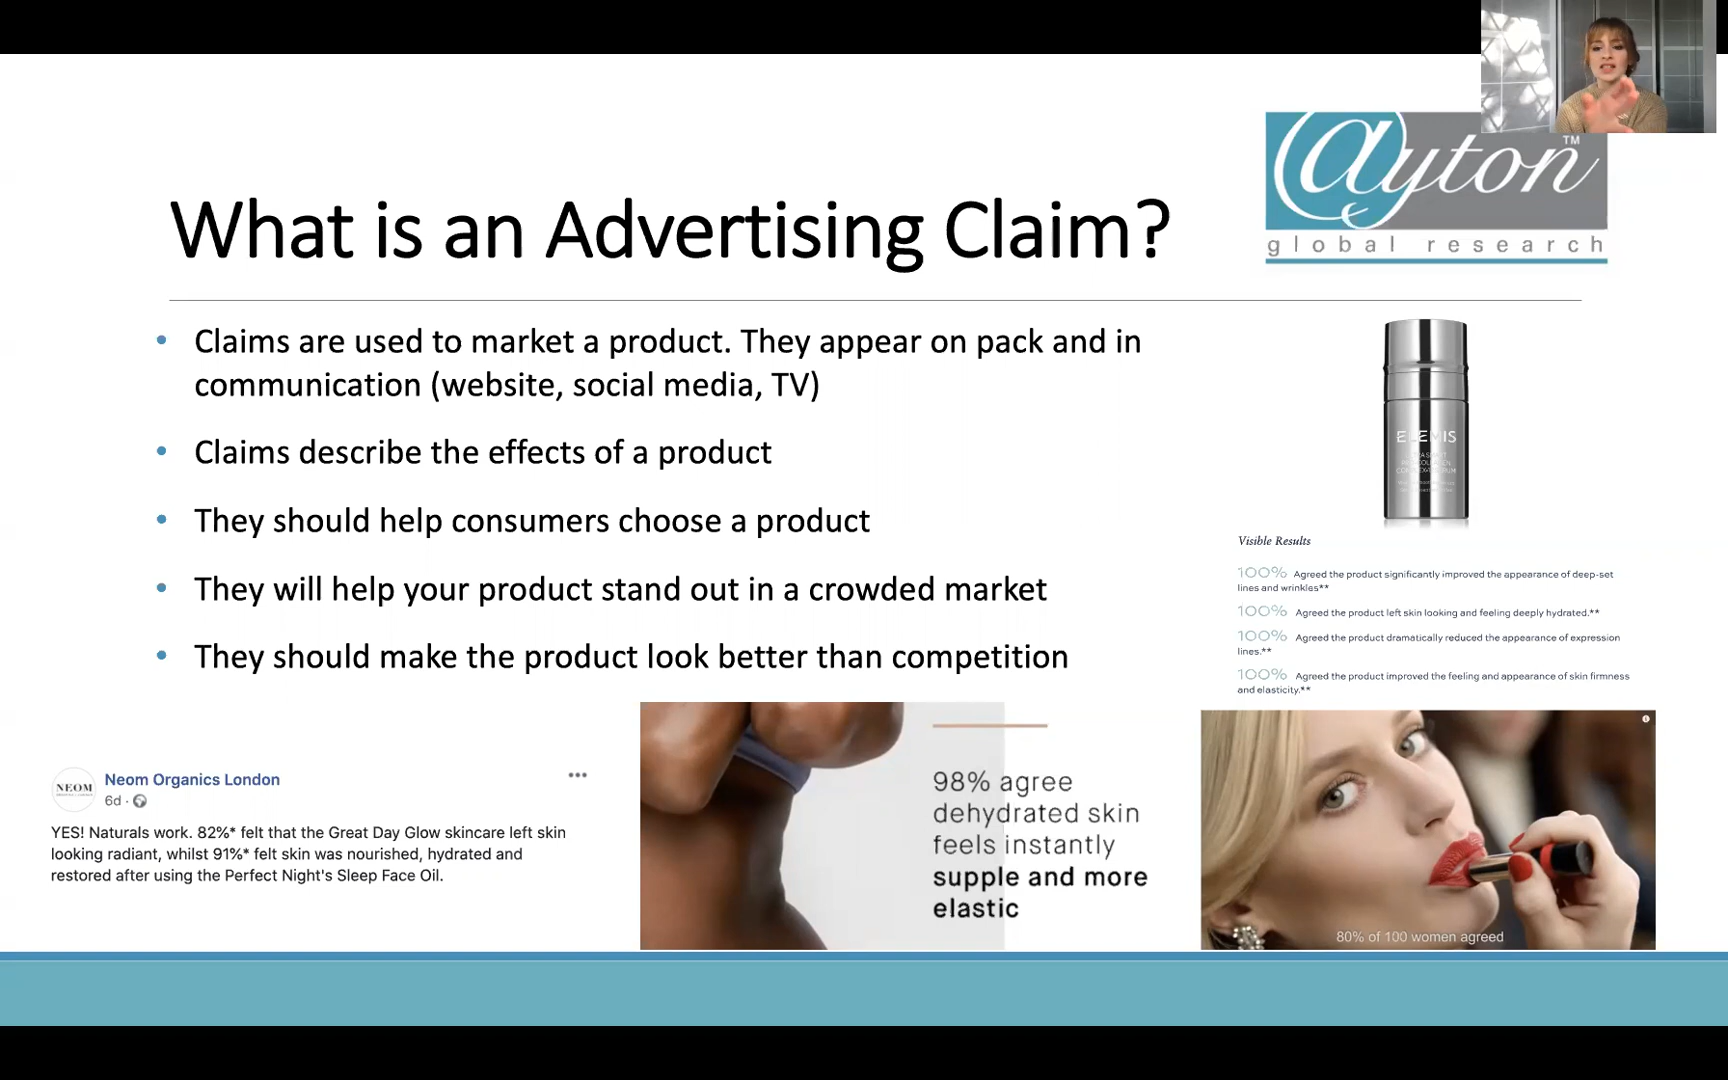 @yton™
global research
What is an Advertising Claim?
• Claims are used to market a product. They appear on pack and in
communication (website, social media, TV)
• Claims describe the effects of a product
• They should help consumers choose a product
• They will help your product stand out in a crowded market
• They should make the product look better than competition
ELEMIS
Visible Results
100% Agreed the product significantly improved the appearance of deep-set
lines and wrinkles**
100% Agreed the product left skin looking and feeling deeply hydrated.**
100% Agreed the product dramatically reduced the appearance of expression
lines.**
100% Agreed the product improved the feeling and appearance of skin firmness
and elasticity.**
NEOM
Neom Organics London
6d ·
YES! Naturals work. 82%* felt that the Great Day Glow skincare left skin
looking radiant, whilst 91%* felt skin was nourished, hydrated and
restored after using the Perfect Night's Sleep Face Oil.
98% agree
dehydrated skin
feels instantly
supple and more
elastic
80% of 100 women agreed